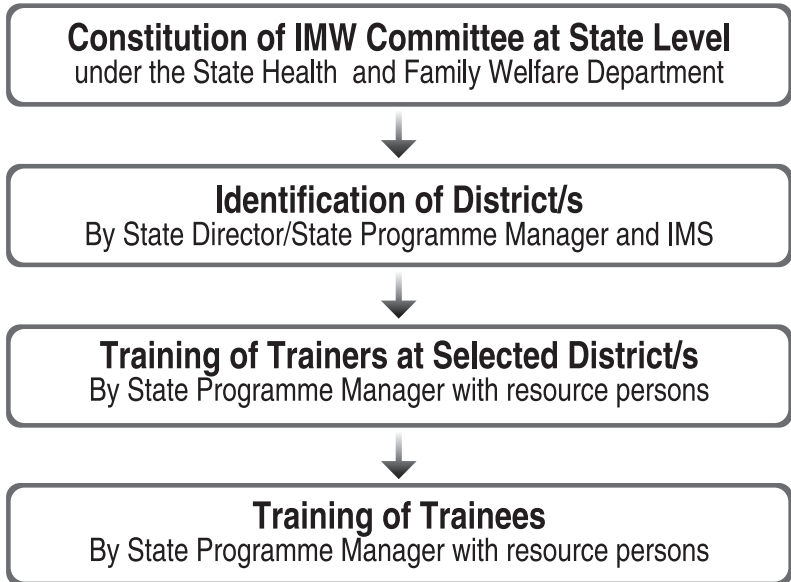 Constitution of IMW Committee at State Level
under the State Health and Family Welfare Department
Identification of District/s
By State Director/State Programme Manager and IMS
Training of Trainers at Selected District/s
By State Programme Manager with resource persons
Training of Trainees
By State Programme Manager with resource persons